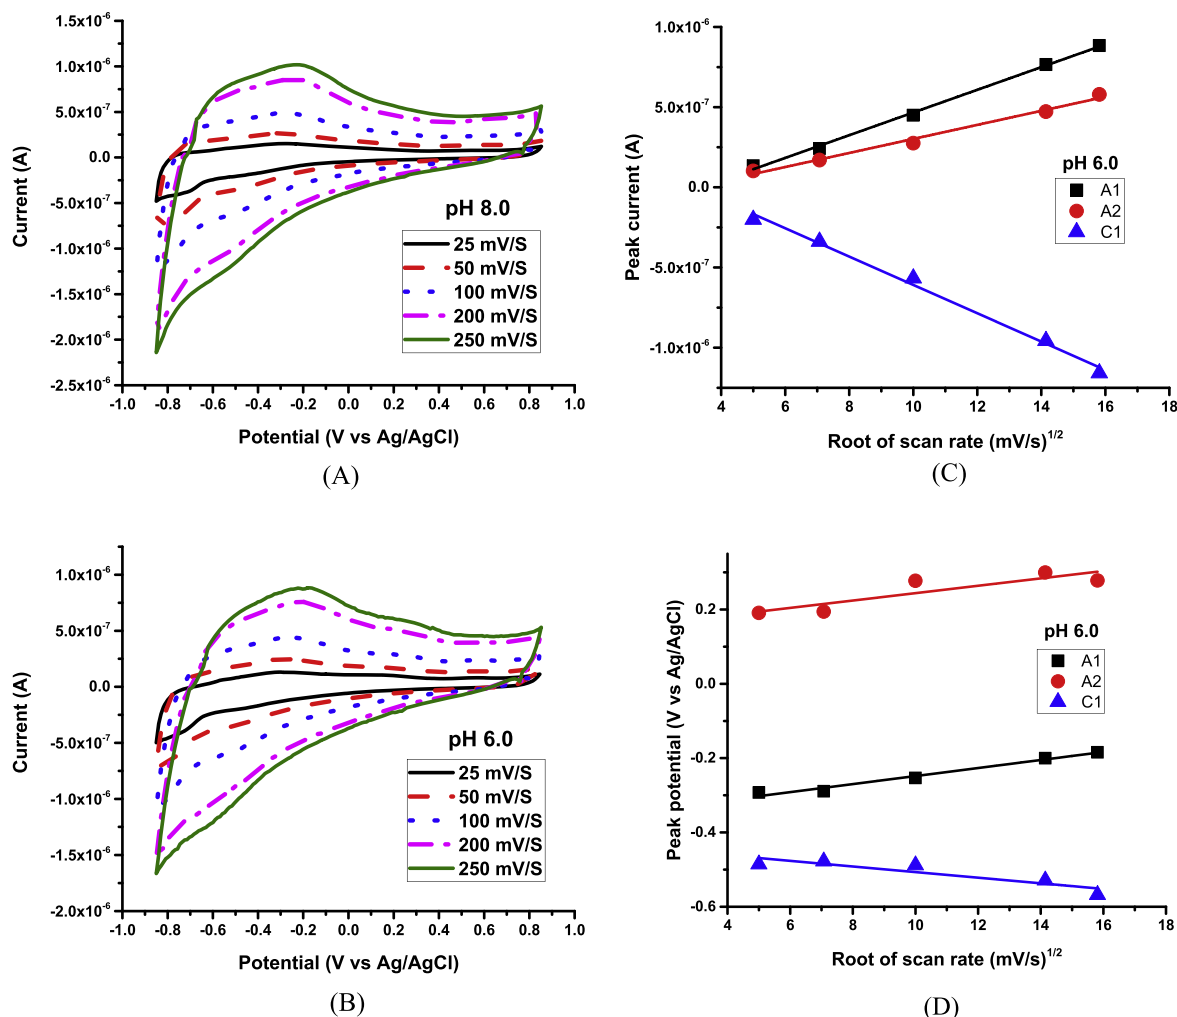 1.5x10-6
1.0x10-6
5.0x10-7
0.0
-5.0x10-7
-1.0x10-6
-1.5x10-6
-2.0x10-6
-2.5x10-6
Current (A)
pH 8.0
25 mV/S
50 mV/S
100 mV/S
200 mV/S
250 mV/S
-1.0 -0.8 -0.6 -0.4 -0.2 0.0 0.2 0.4 0.6 0.8 1.0
Potential (V vs Ag/AgCl)
(A)
1.0x10-6
5.0x10-7
0.0
-5.0x10-7
-1.0x10-6
Peak current (A)
pH 6.0
A1
A2
C1
4 6 8 10 12 14 16 18
Root of scan rate (mV/s)1/2
(C)
1.0x10-6
5.0x10-7
0.0
-5.0x10-7
-1.0x10-6
-1.5x10-6
-2.0x10-6
Current (A)
pH 6.0
25 mV/S
50 mV/S
100 mV/S
200 mV/S
250 mV/S
-1.0 -0.8 -0.6 -0.4 -0.2 0.0 0.2 0.4 0.6 0.8 1.0
Potential (V vs Ag/AgCl)
(B)
0.2
0.0
-0.2
-0.4
-0.6
Peak potential (V vs Ag/AgCl)
pH 6.0
A1
A2
C1
4 6 8 10 12 14 16 18
Root of scan rate (mV/s)1/2
(D)